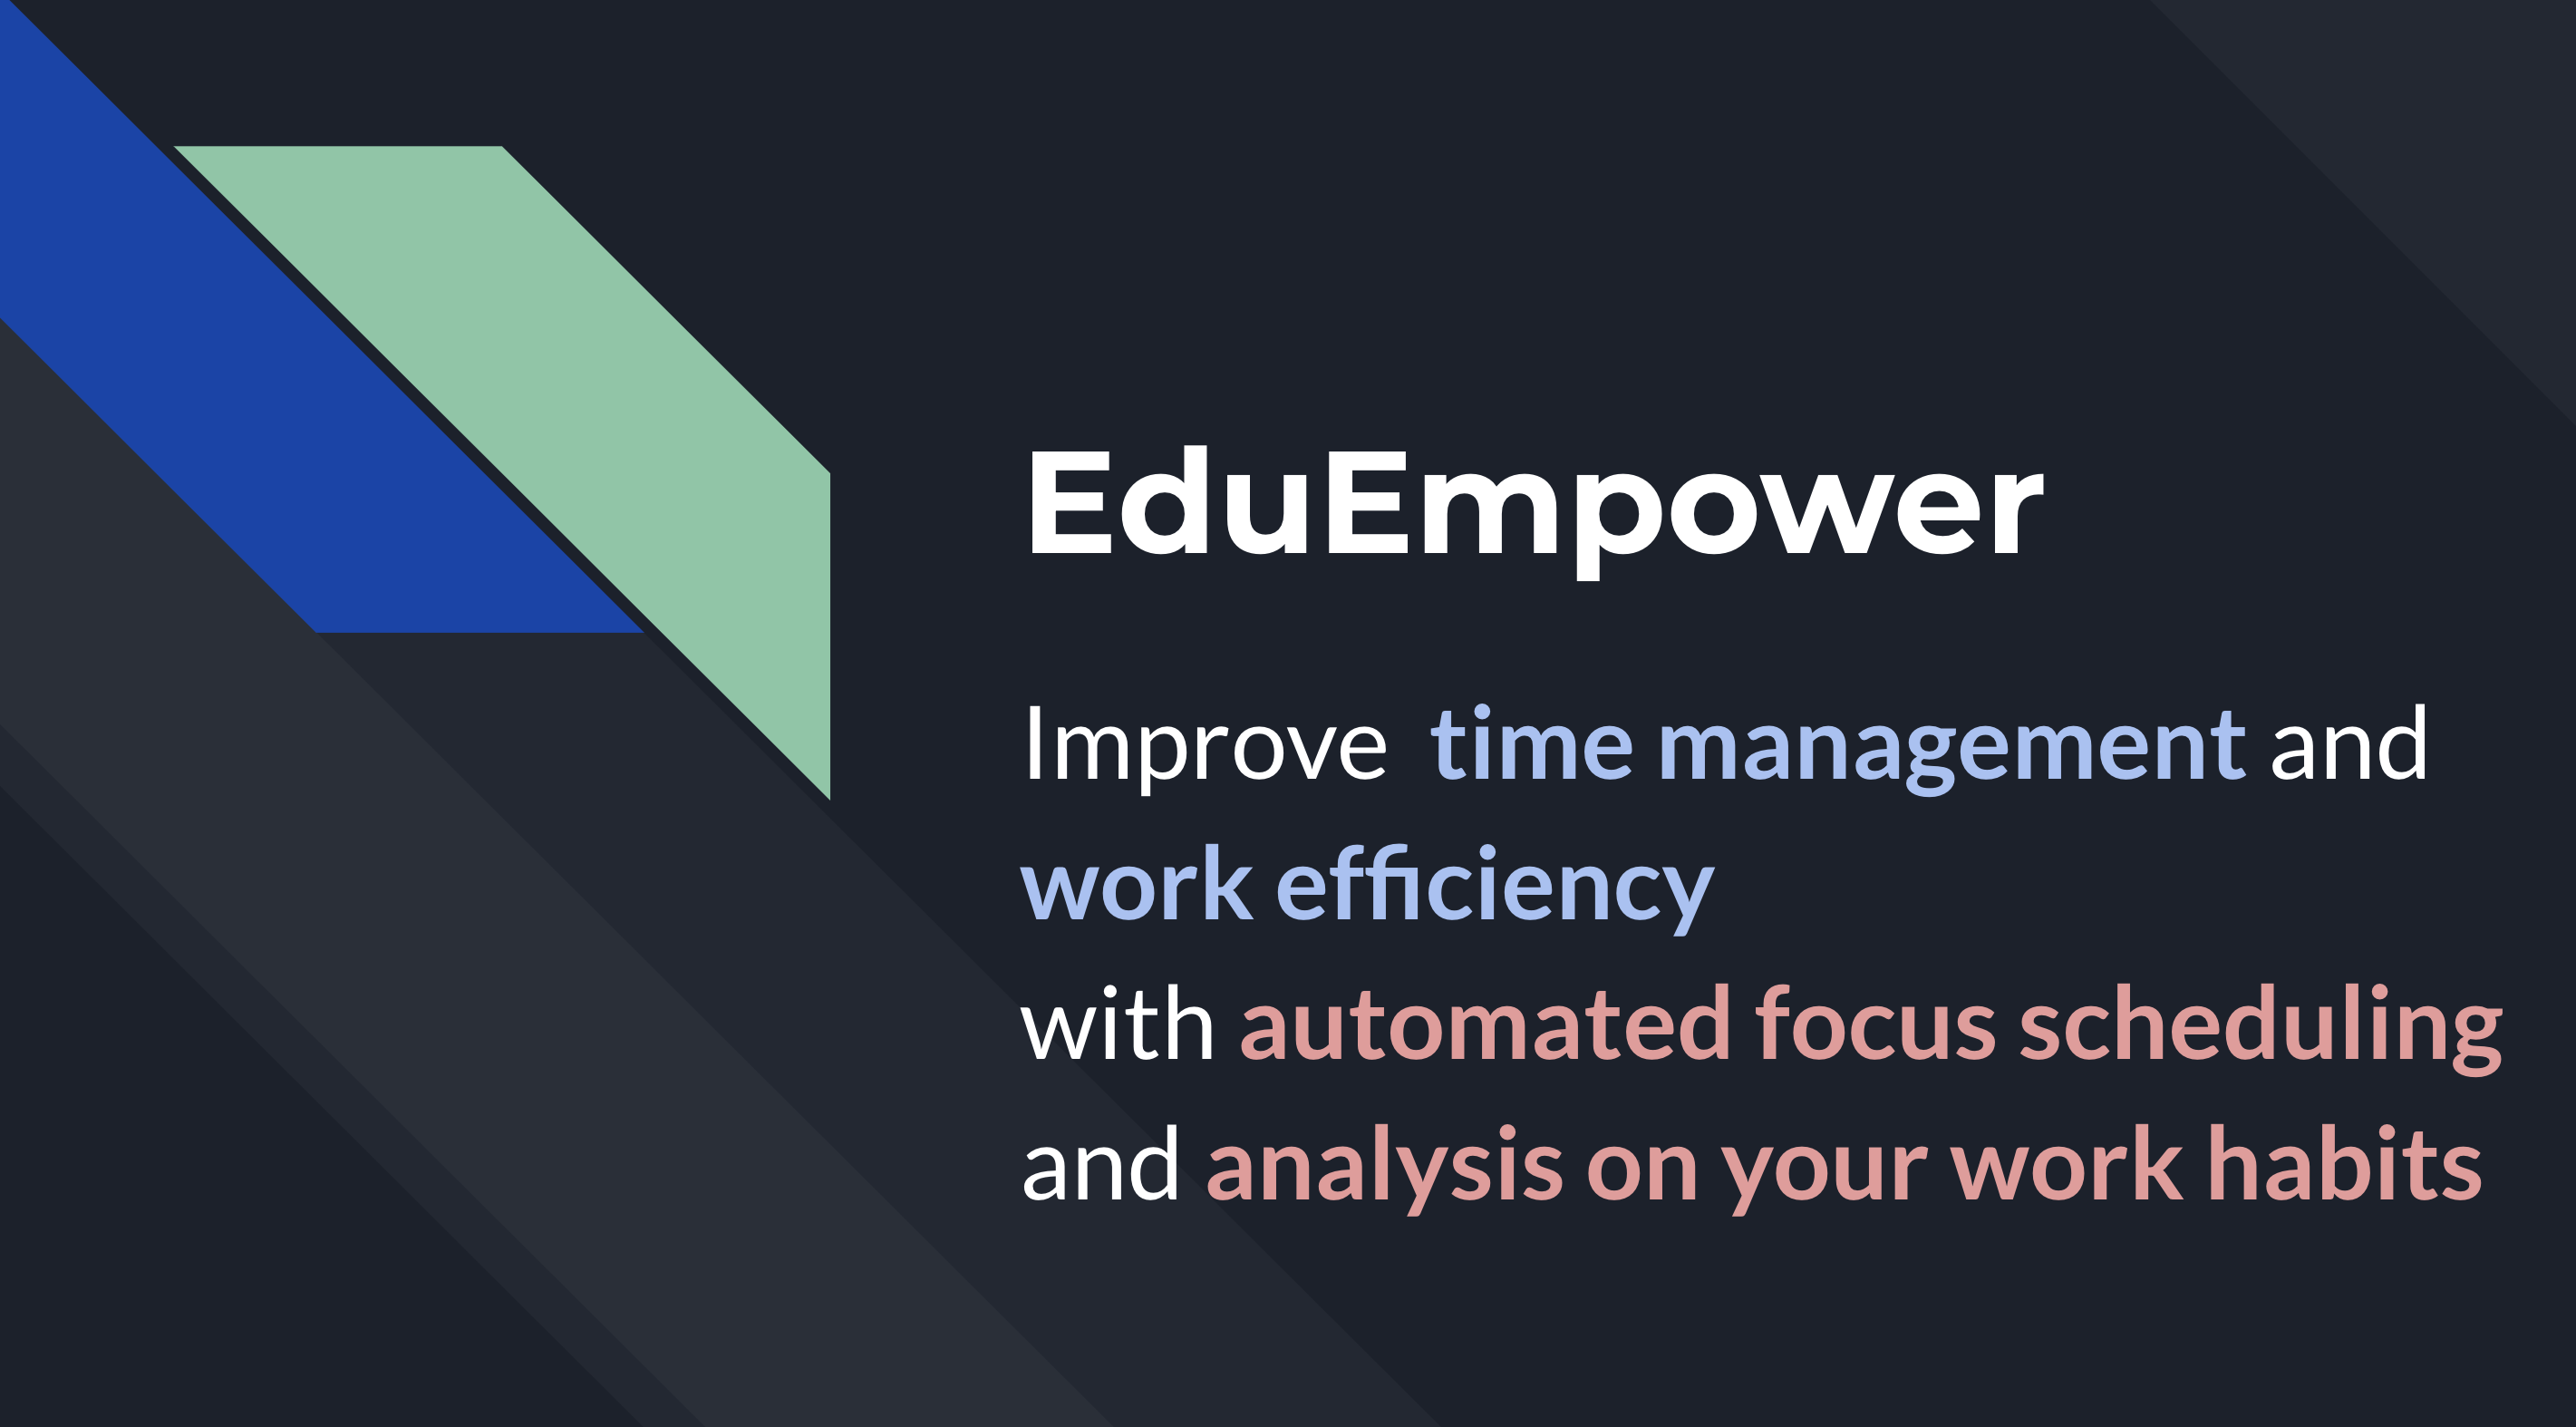 EduEmpower
Improve  time management and
work efficiency
with automated focus scheduling
and analysis on your work habits